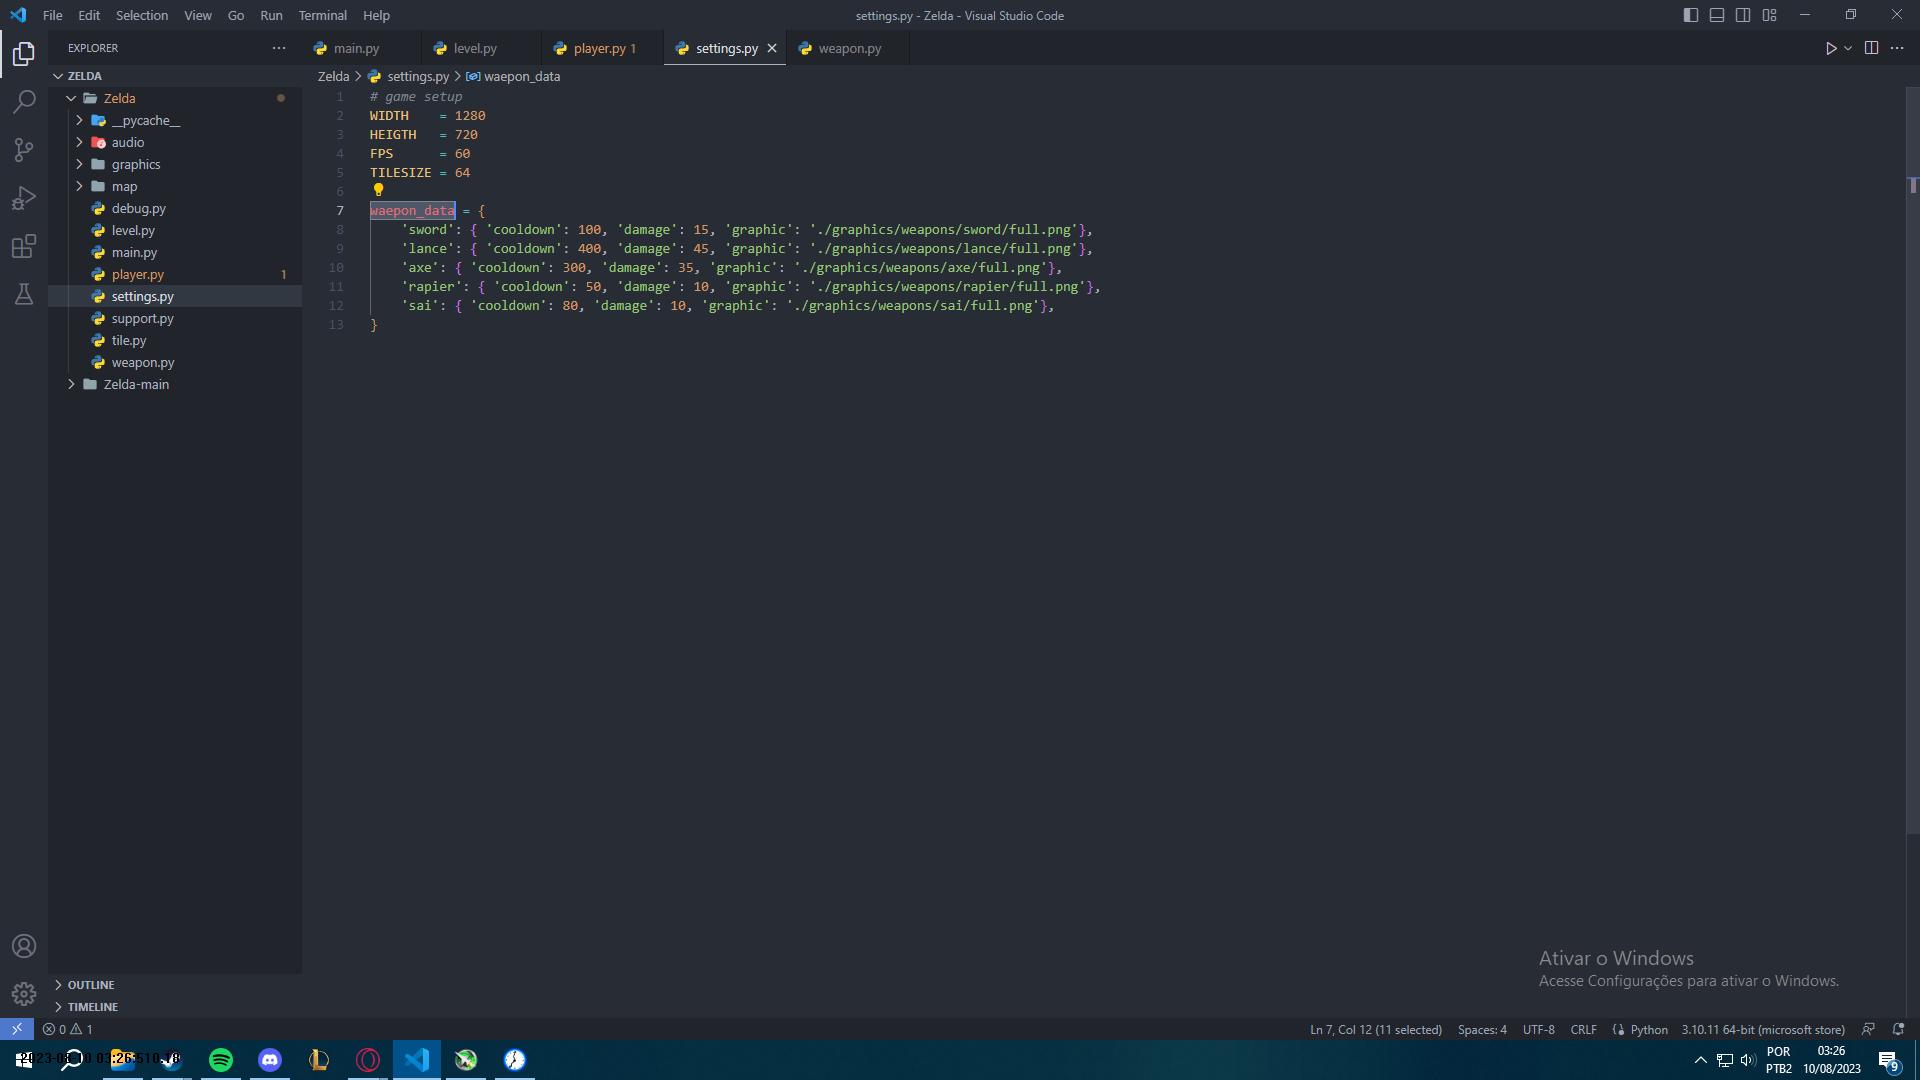 File Edit Selection View Go Run Terminal Help
settings.py - Zelda - Visual Studio Code
EXPLORER
main.py level.py player.py 1 settings.py weapon.py
ZELDA
Zelda > settings.py > waepon_data
Zelda
__pycache__
audio
graphics
map
debug.py
level.py
main.py
player.py 1
settings.py
support.py
tile.py
weapon.py
Zelda-main
1 # game setup
2 WIDTH    = 1280
3 HEIGTH   = 720
4 FPS      = 60
5 TILESIZE = 64
6
7 waepon_data = {
8     'sword': { 'cooldown': 100, 'damage': 15, 'graphic': './graphics/weapons/sword/full.png'},
9     'lance': { 'cooldown': 400, 'damage': 45, 'graphic': './graphics/weapons/lance/full.png'},
10     'axe': { 'cooldown': 300, 'damage': 35, 'graphic': './graphics/weapons/axe/full.png'},
11     'rapier': { 'cooldown': 50, 'damage': 10, 'graphic': './graphics/weapons/rapier/full.png'},
12     'sai': { 'cooldown': 80, 'damage': 10, 'graphic': './graphics/weapons/sai/full.png'},
13 }
Ativar o Windows
Acesse Configurações para ativar o Windows.
OUTLINE
TIMELINE
0 1
Ln 7, Col 12 (11 selected) Spaces: 4 UTF-8 CRLF Python 3.10.11 64-bit (microsoft store)
POR
PTB2
03:26
10/08/2023
9